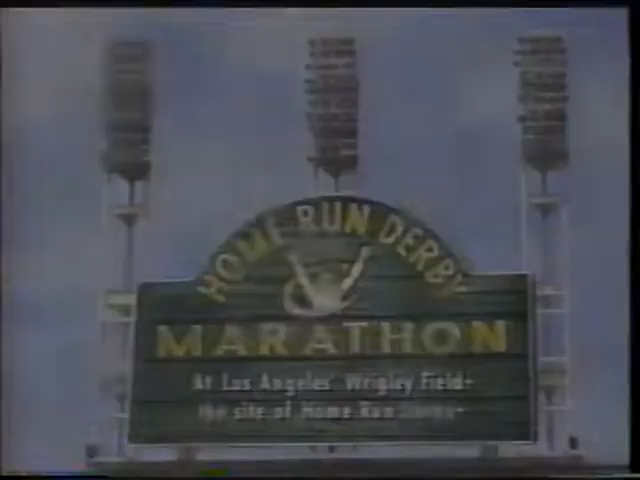 HOME RUN DERBY
MARATHON
At Los Angeles' Wrigley Field-
the site of Home Run